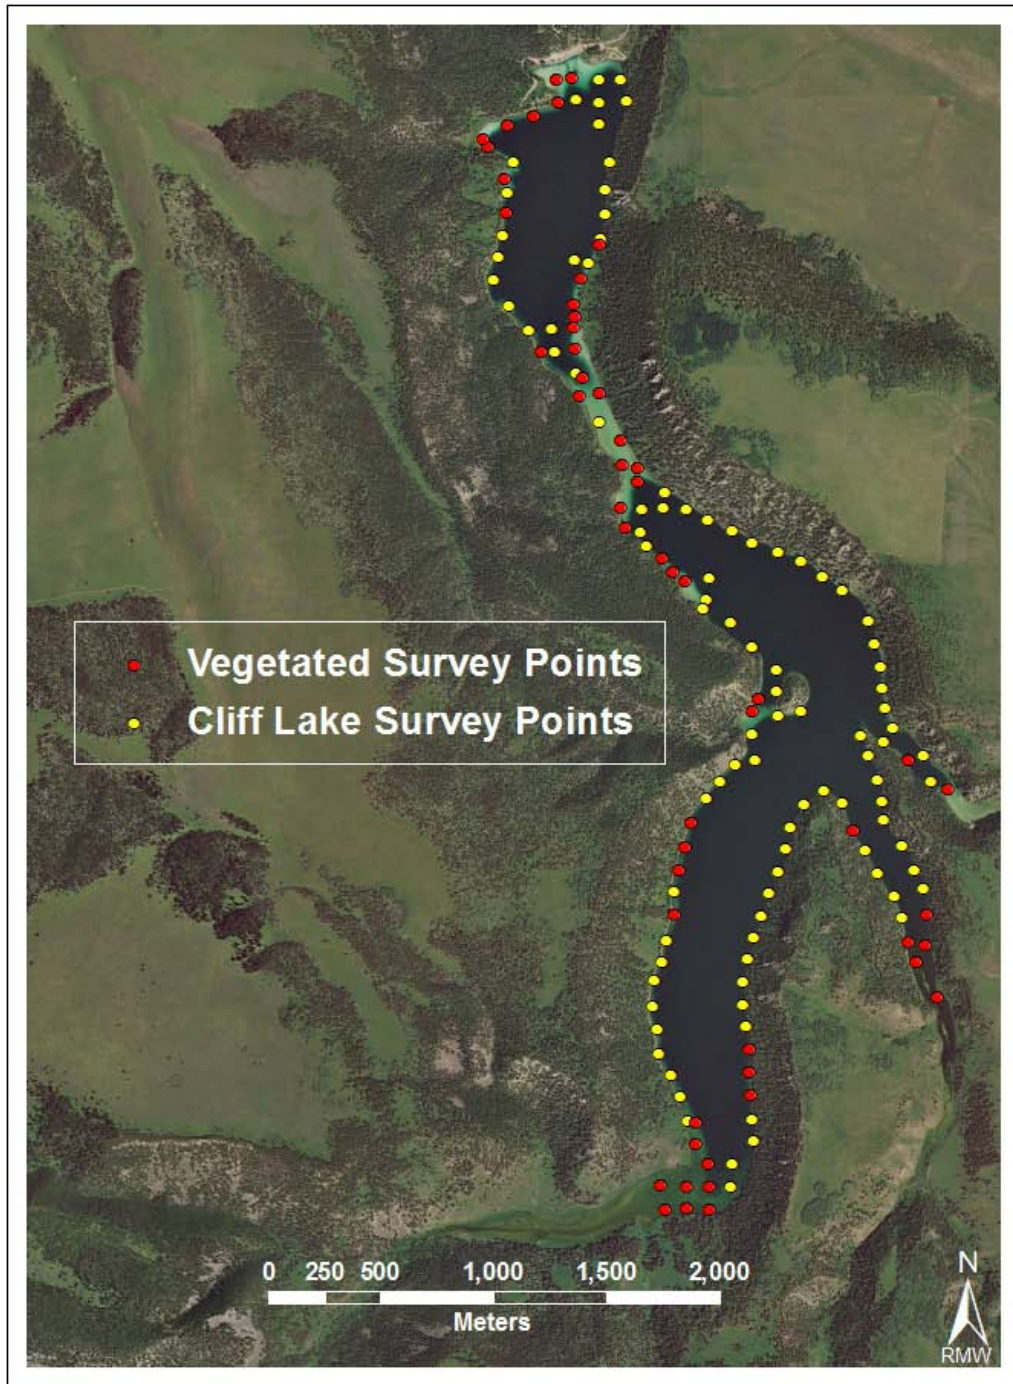 Vegetated Survey Points
Cliff Lake Survey Points
0 250 500 1,000 1,500 2,000
Meters
N
RMW